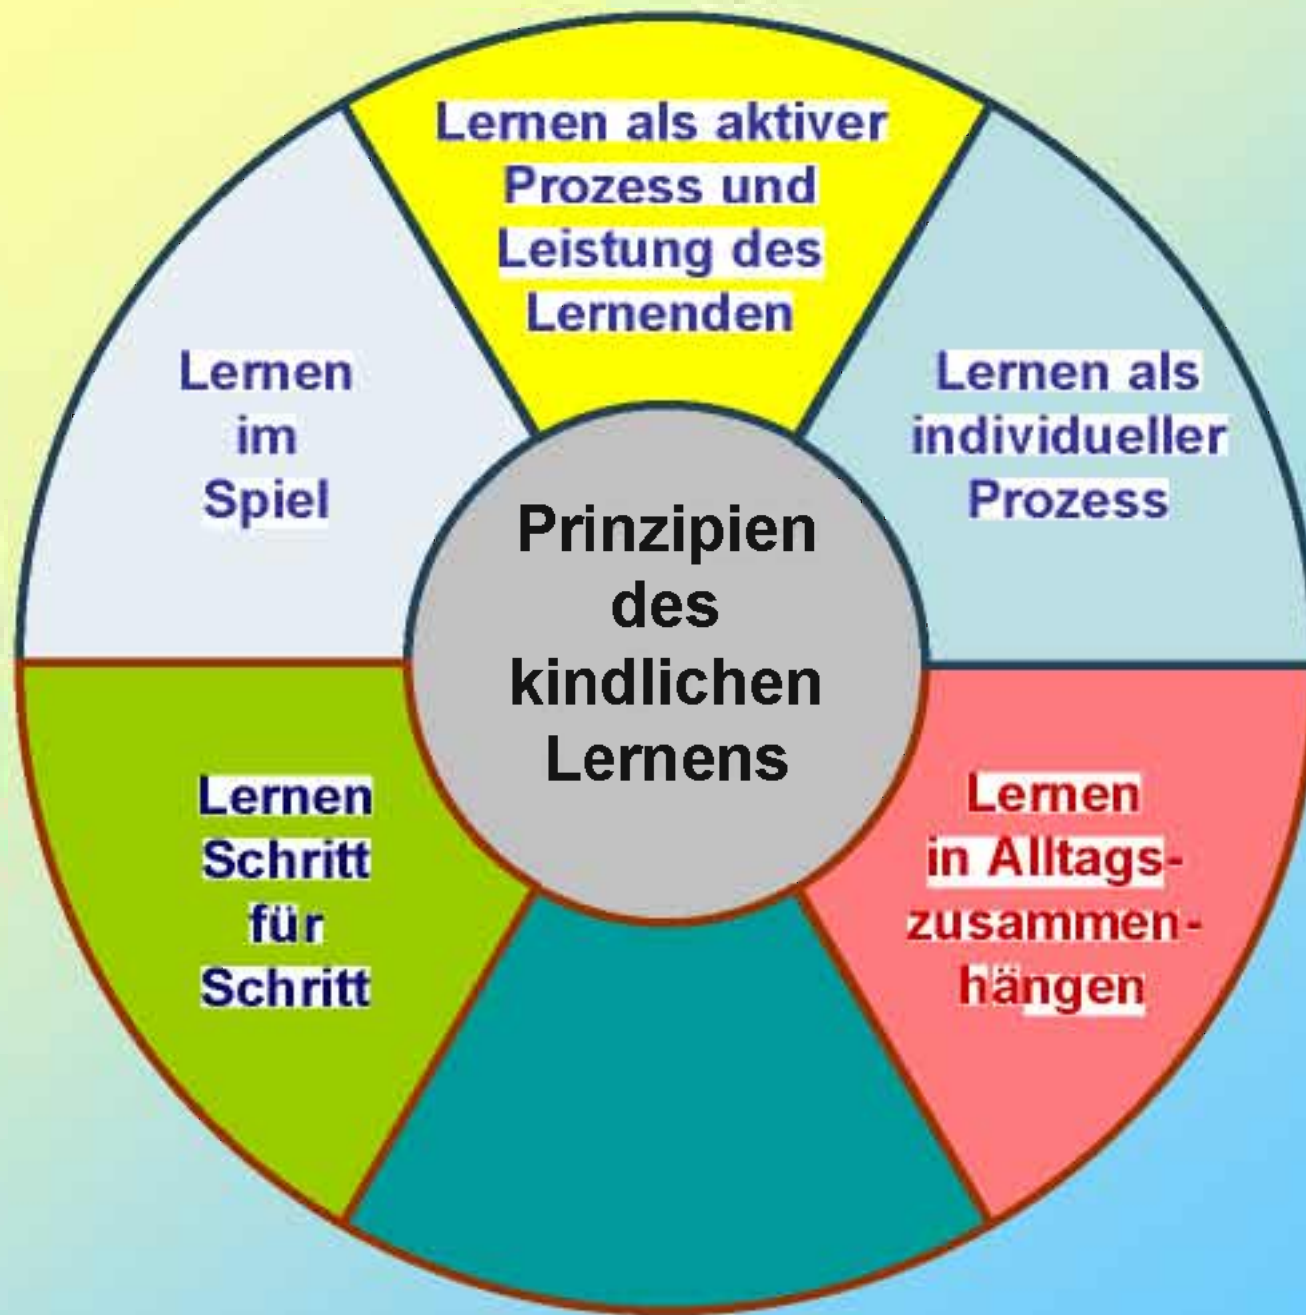 Lernen als aktiver
Prozess und
Leistung des
Lernenden
Lernen
im
Spiel
Lernen als
individueller
Prozess
Prinzipien
des
kindlichen
Lernens
Lernen
Schritt
für
Schritt
Lernen
in Alltags-
zusammen-
hängen